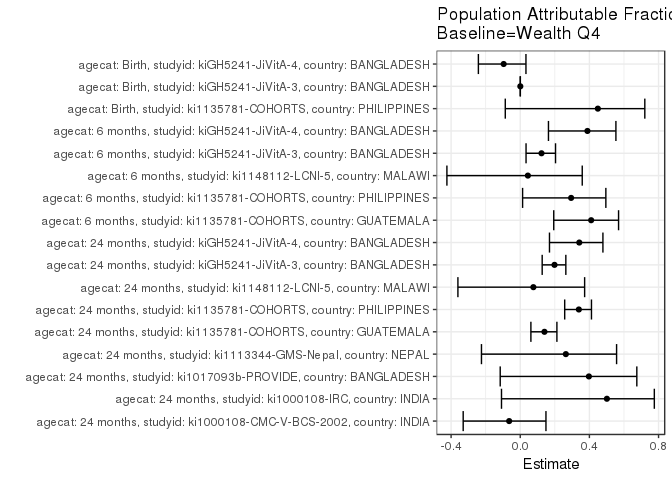 Population Attributable Fractic
Baseline=Wealth Q4
agecat: Birth, studyid: kiGH5241-JiVitA-4, country: BANGLADESH
agecat: Birth, studyid: kiGH5241-JiVitA-3, country: BANGLADESH
agecat: Birth, studyid: ki1135781-COHORTS, country: PHILIPPINES
agecat: 6 months, studyid: kiGH5241-JiVitA-4, country: BANGLADESH
agecat: 6 months, studyid: kiGH5241-JiVitA-3, country: BANGLADESH
agecat: 6 months, studyid: ki1148112-LCNI-5, country: MALAWI
agecat: 6 months, studyid: ki1135781-COHORTS, country: PHILIPPINES
agecat: 6 months, studyid: ki1135781-COHORTS, country: GUATEMALA
agecat: 24 months, studyid: kiGH5241-JiVitA-4, country: BANGLADESH
agecat: 24 months, studyid: kiGH5241-JiVitA-3, country: BANGLADESH
agecat: 24 months, studyid: ki1148112-LCNI-5, country: MALAWI
agecat: 24 months, studyid: ki1135781-COHORTS, country: PHILIPPINES
agecat: 24 months, studyid: ki1135781-COHORTS, country: GUATEMALA
agecat: 24 months, studyid: ki1113344-GMS-Nepal, country: NEPAL
agecat: 24 months, studyid: ki1017093b-PROVIDE, country: BANGLADESH
agecat: 24 months, studyid: ki1000108-IRC, country: INDIA
agecat: 24 months, studyid: ki1000108-CMC-V-BCS-2002, country: INDIA
-0.4 0.0 0.4 0.8
Estimate